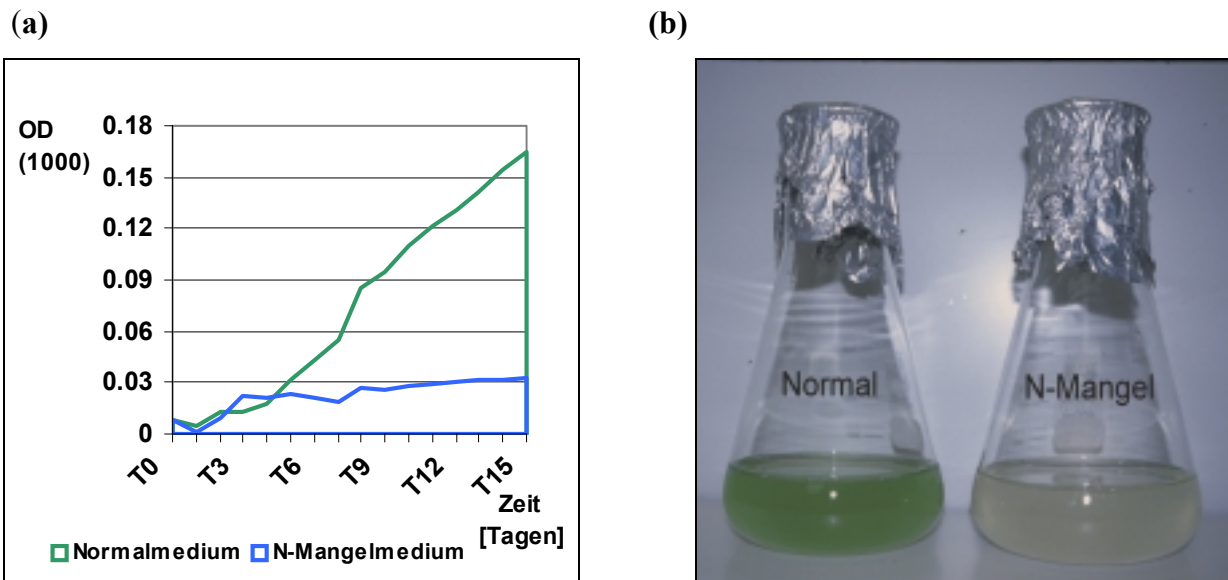 (a)
(b)
OD
(1000)
0.18
0.15
0.12
0.09
0.06
0.03
0
T0
T3
T6
T9
T12
T15
Zeit
[Tagen]
Normalmedium
N-Mangelmedium
Normal
N-Mangel